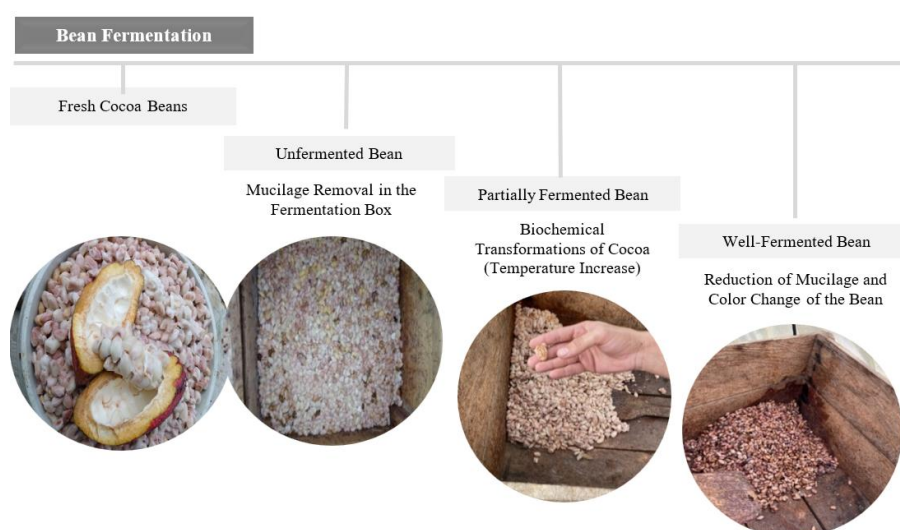 Bean Fermentation
Fresh Cocoa Beans
Unfermented Bean
Mucilage Removal in the
Fermentation Box
Partially Fermented Bean
Biochemical
Transformations of Cocoa
(Temperature Increase)
Well-Fermented Bean
Reduction of Mucilage and
Color Change of the Bean